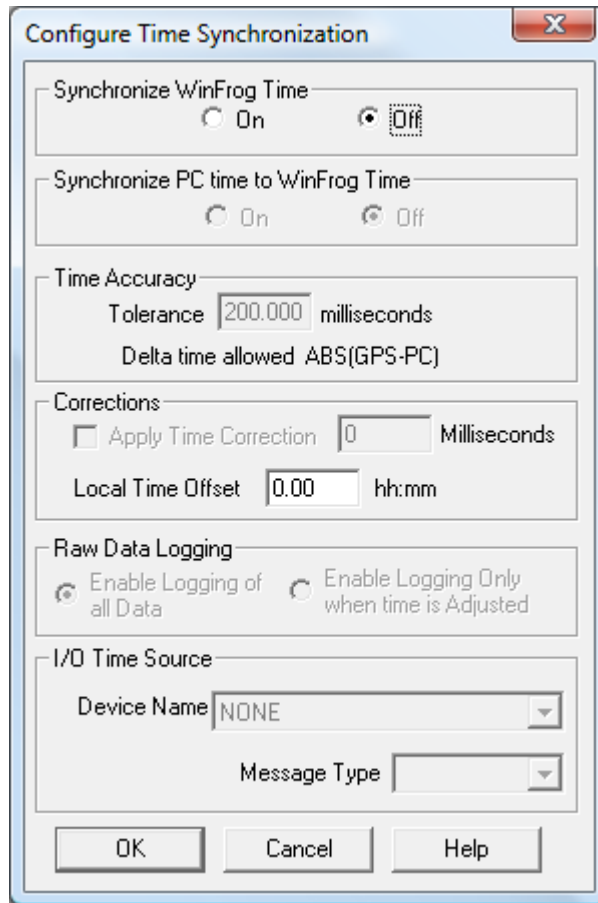 Configure Time Synchronization
Synchronize WinFrog Time
On Off
Synchronize PC time to WinFrog Time
On Off
Time Accuracy
Tolerance 200.000 milliseconds
Delta time allowed ABS(GPS-PC)
Corrections
Apply Time Correction 0 Milliseconds
Local Time Offset 0.00 hh:mm
Raw Data Logging
Enable Logging of all Data
Enable Logging Only when time is Adjusted
I/O Time Source
Device Name NONE
Message Type
OK Cancel Help